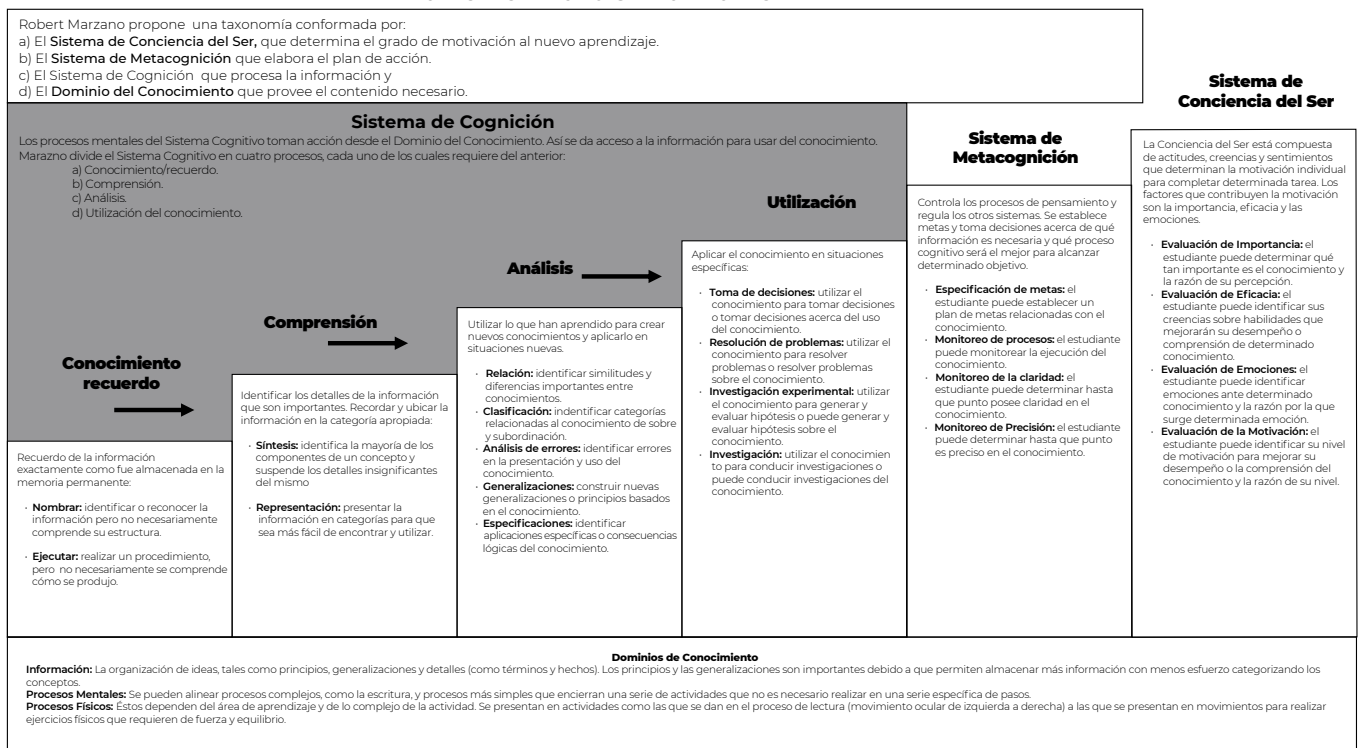 Robert Marzano propone una taxonomía conformada por:
a) El Sistema de Conciencia del Ser, que determina el grado de motivación al nuevo aprendizaje.
b) El Sistema de Metacognición que elabora el plan de acción.
c) El Sistema de Cognición que procesa la información y
d) El Dominio del Conocimiento que provee el contenido necesario.
Sistema de Cognición
Los procesos mentales del Sistema Cognitivo toman acción desde el Dominio del Conocimiento. Así se da acceso a la información para usar del conocimiento.
Marazno divide el Sistema Cognitivo en cuatro procesos, cada uno de los cuales requiere del anterior:
a) Conocimiento/recuerdo.
b) Comprensión.
c) Análisis.
d) Utilización del conocimiento.
Conocimiento
recuerdo
Recuerdo de la información
exactamente como fue almacenada en la
memoria permanente:
· Nombrar: identificar o reconocer la
información pero no necesariamente
comprende su estructura.
· Ejecutar: realizar un procedimiento,
pero no necesariamente se comprende
cómo se produjo.
Comprensión
Identificar los detalles de la información
que son importantes. Recordar y ubicar la
información en la categoría apropiada:
· Síntesis: identifica la mayoría de los
componentes de un concepto y
suspende los detalles insignificantes
del mismo
· Representación: presentar la
información en categorías para que
sea más fácil de encontrar y utilizar.
Análisis
Utilizar lo que han aprendido para crear
nuevos conocimientos y aplicarlo en
situaciones nuevas.
· Relación: identificar similitudes y
diferencias importantes entre
conocimientos.
· Clasificación: indentificar categorías
relacionadas al conocimiento de sobre
y subordinación.
· Análisis de errores: identificar errores
en la presentación y uso del
conocimiento.
· Generalizaciones: construir nuevas
generalizaciones o principios basados
en el conocimiento.
· Especificaciones: identificar
aplicaciones específicas o consecuencias
lógicas del conocimiento.
Utilización
Aplicar el conocimiento en situaciones
específicas:
· Toma de decisiones: utilizar el
conocimiento para tomar decisiones
o tomar decisiones acerca del uso
del conocimiento.
· Resolución de problemas: utilizar el
conocimiento para resolver
problemas o resolver problemas
sobre el conocimiento.
· Investigación experimental: utilizar
el conocimiento para generar y
evaluar hipótesis o puede generar y
evaluar hipótesis sobre el
conocimiento.
· Investigación: utilizar el conocimien
to para conducir investigaciones o
puede conducir investigaciones del
conocimiento.
Sistema de
Metacognición
Controla los procesos de pensamiento y
regula los otros sistemas. Se establece
metas y toma decisiones acerca de qué
información es necesaria y qué proceso
cognitivo será el mejor para alcanzar
determinado objetivo.
· Especificación de metas: el
estudiante puede establecer un
plan de metas relacionadas con el
conocimiento.
· Monitoreo de procesos: el estudiante
puede monitorear la ejecución del
conocimiento.
· Monitoreo de la claridad: el
estudiante puede determinar hasta
que punto posee claridad en el
conocimiento.
· Monitoreo de Precisión: el estudiante
puede determinar hasta que punto
es preciso en el conocimiento.
Sistema de
Conciencia del Ser
La Conciencia del Ser está compuesta
de actitudes, creencias y sentimientos
que determinan la motivación individual
para completar determinada tarea. Los
factores que contribuyen la motivación
son la importancia, eficacia y las
emociones.
· Evaluación de Importancia: el
estudiante puede determinar qué
tan importante es el conocimiento y
la razón de su percepción.
· Evaluación de Eficacia: el
estudiante puede identificar sus
creencias sobre habilidades que
mejorarán su desempeño o
comprensión de determinado
conocimiento.
· Evaluación de Emociones: el
estudiante puede identificar
emociones ante determinado
conocimiento y la razón por la que
surge determinada emoción.
· Evaluación de la Motivación: el
estudiante puede identificar su nivel
de motivación para mejorar su
desempeño o la comprensión del
conocimiento y la razón de su nivel.
Dominios de Conocimiento
Información: La organización de ideas, tales como principios, generalizaciones y detalles (como términos y hechos). Los principios y las generalizaciones son importantes debido a que permiten almacenar más información con menos esfuerzo categorizando los
conceptos.
Procesos Mentales: Se pueden alinear procesos complejos, como la escritura, y procesos más simples que encierran una serie de actividades que no es necesario realizar en una serie específica de pasos.
Procesos Físicos: Éstos dependen del área de aprendizaje y de lo complejo de la actividad. Se presentan en actividades como las que se dan en el proceso de lectura (movimiento ocular de izquierda a derecha) a las que se presentan en movimientos para realizar
ejercicios físicos que requieren de fuerza y equilibrio.